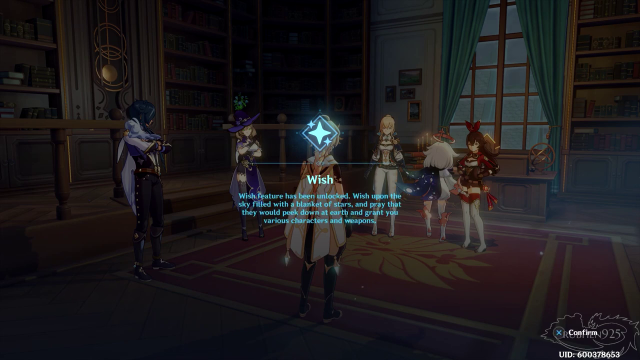 Wish
Wish feature has been unlocked. Wish upon the
sky filled with a blanket of stars, and pray that
they would peek down at earth and grant you
various characters and weapons.
Confirm
UID: 600378653